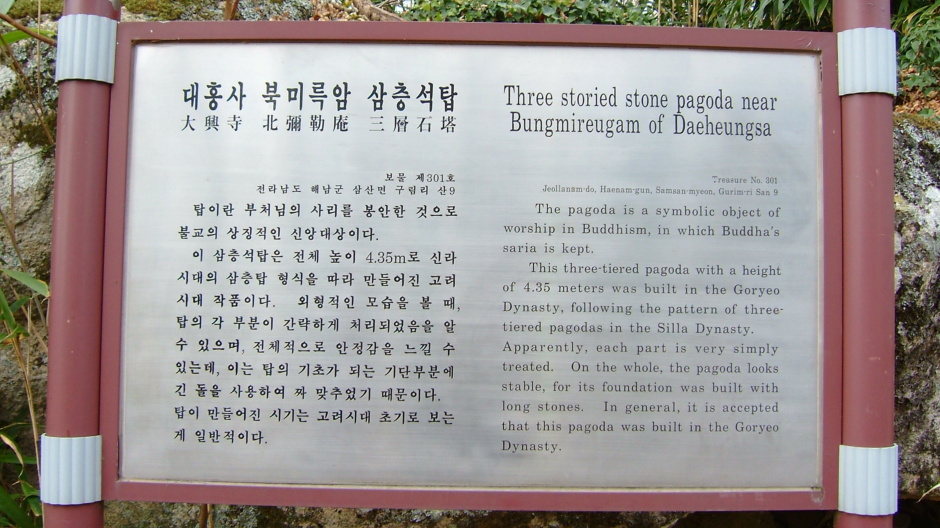 대흥사 북미륵암 삼층석탑
大興寺 北彌勒庵 三層石塔
보물 제301호
전라남도 해남군 삼산면 구림리 산9
탑이란 부처님의 사리를 봉안한 것으로
불교의 상징적인 신앙대상이다.
이 삼층석탑은 전체 높이 4.35m로 신라
시대의 삼층탑 형식을 따라 만들어진 고려
시대 작품이다. 외형적인 모습을 볼 때,
탑의 각 부분이 간략하게 처리되었음을 알
수 있으며, 전체적으로 안정감을 느낄 수
있는데, 이는 탑의 기초가 되는 기단부분에
긴 돌을 사용하여 짜 맞추었기 때문이다.
탑이 만들어진 시기는 고려시대 초기로 보는
게 일반적이다.
Three storied stone pagoda near
Bungmireugam of Daeheungsa
Treasure No. 301
Jeollanam-do, Haenam-gun, Samsan-myeon, Gurim-ri San 9
The pagoda is a symbolic object of
worship in Buddhism, in which Buddha's
saria is kept.
This three-tiered pagoda with a height
of 4.35 meters was built in the Goryeo
Dynasty, following the pattern of three-
tiered pagodas in the Silla Dynasty.
Apparently, each part is very simply
treated. On the whole, the pagoda looks
stable, for its foundation was built with
long stones. In general, it is accepted
that this pagoda was built in the Goryeo
Dynasty.